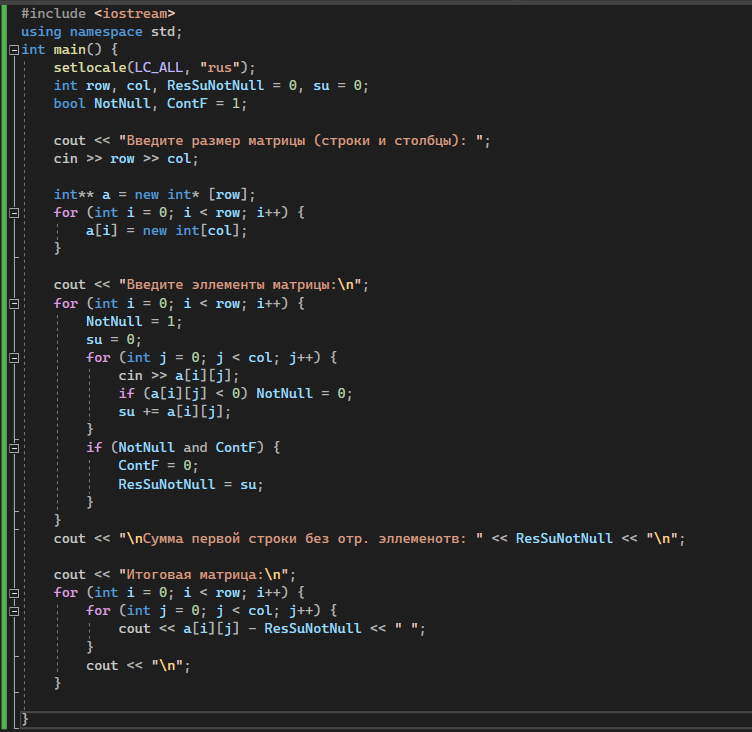 #include <iostream>
using namespace std;
int main() {
    setlocale(LC_ALL, "rus");
    int row, col, ResSuNotNull = 0, su = 0;
    bool NotNull, ContF = 1;

    cout << "Введите размер матрицы (строки и столбцы): ";
    cin >> row >> col;

    int** a = new int* [row];
    for (int i = 0; i < row; i++) {
        a[i] = new int[col];
    }

    cout << "Введите эллементы матрицы:\n";
    for (int i = 0; i < row; i++) {
        NotNull = 1;
        su = 0;
        for (int j = 0; j < col; j++) {
            cin >> a[i][j];
            if (a[i][j] < 0) NotNull = 0;
            su += a[i][j];
        }
        if (NotNull and ContF) {
            ContF = 0;
            ResSuNotNull = su;
        }
    }
    cout << "\nСумма первой строки без отр. эллеменотв: " << ResSuNotNull << "\n";

    cout << "Итоговая матрица:\n";
    for (int i = 0; i < row; i++) {
        for (int j = 0; j < col; j++) {
            cout << a[i][j] - ResSuNotNull << " ";
        }
        cout << "\n";
    }

}